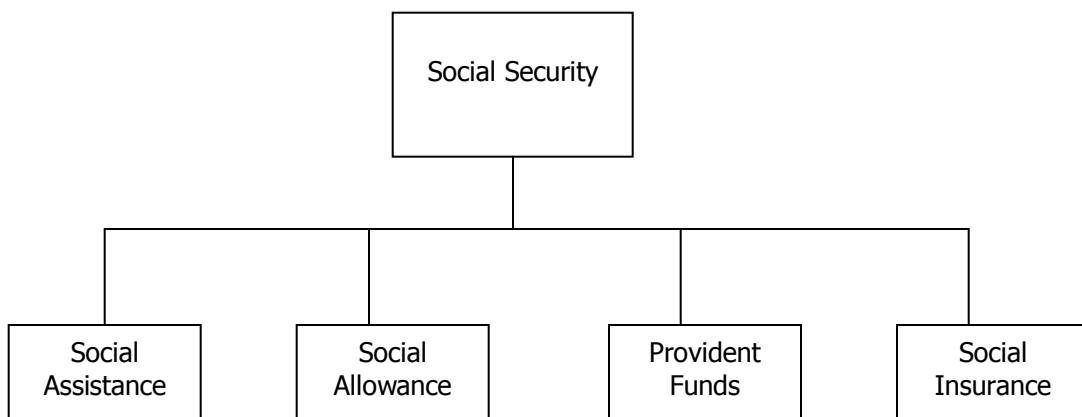 Social Security
Social
Assistance
Social
Allowance
Provident
Funds
Social
Insurance